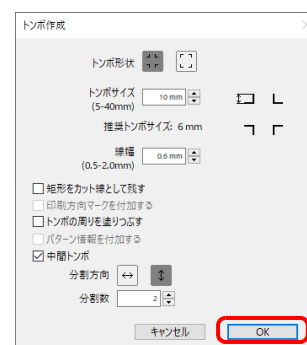 トンボ作成
トンボ形状
トンボサイズ
(5-40mm)
10 mm
推奨トンボサイズ: 6 mm
線幅
(0.5-2.0mm)
0.6 mm
矩形をカット線として残す
印刷方向マークを付加する
トンボの周りを塗りつぶす
パターン情報を付加する
中間トンボ
分割方向
分割数
2
キャンセル
OK